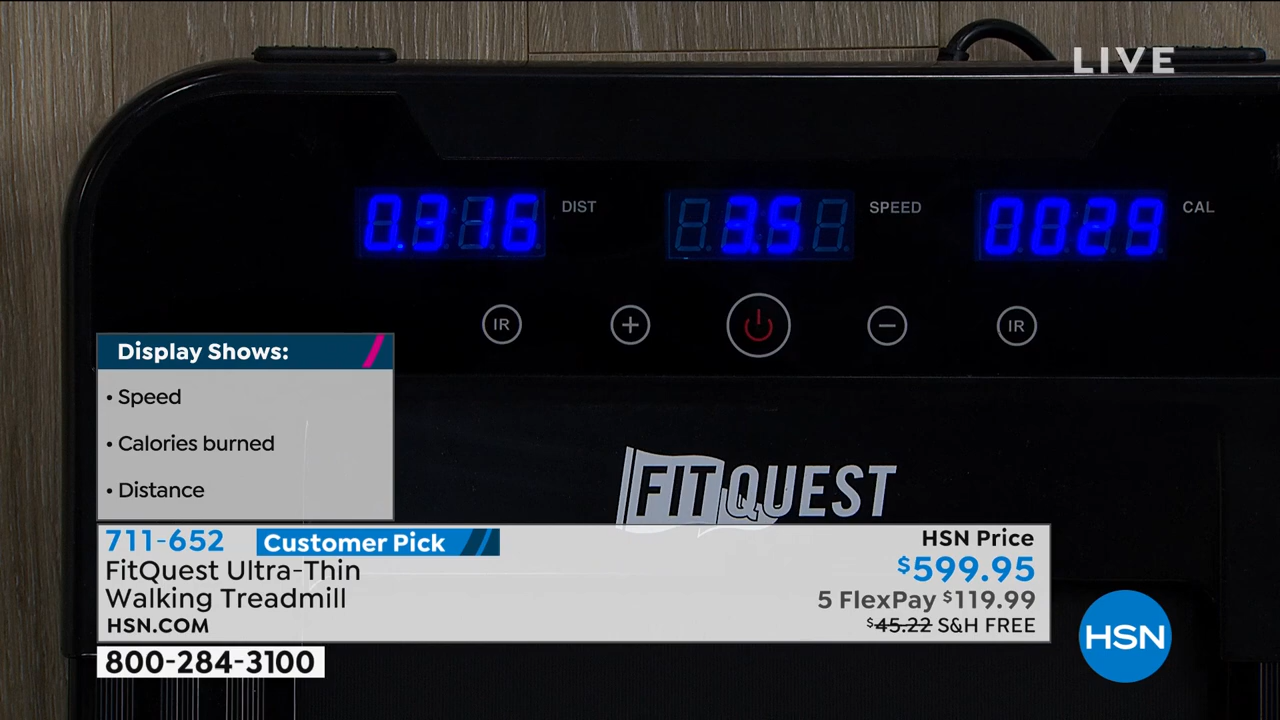 LIVE
0.316 DIST 3.5 SPEED 0029 CAL
IR + - IR
Display Shows:
• Speed
• Calories burned
• Distance
FITQUEST
711-652 Customer Pick
FitQuest Ultra-Thin
Walking Treadmill
HSN.COM
HSN Price
$599.95
5 FlexPay $119.99
$45.22 S&H FREE
800-284-3100
HSN